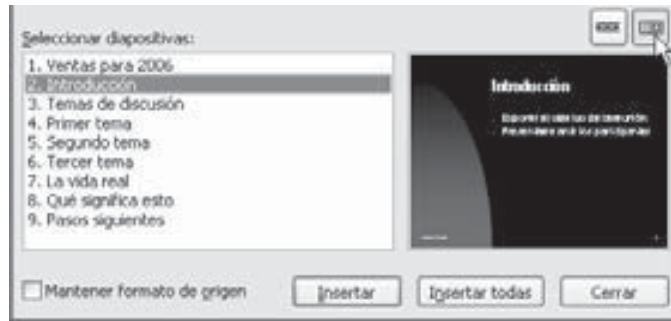 Seleccionar diapositivas:
1. Ventas para 2006
2. Introducción
3. Temas de discusión
4. Primer tema
5. Segundo tema
6. Tercer tema
7. La vida real
8. Qué significa esto
9. Pasos siguientes
Introducción
Mantener formato de origen
Insertar
Insertar todas
Cerrar